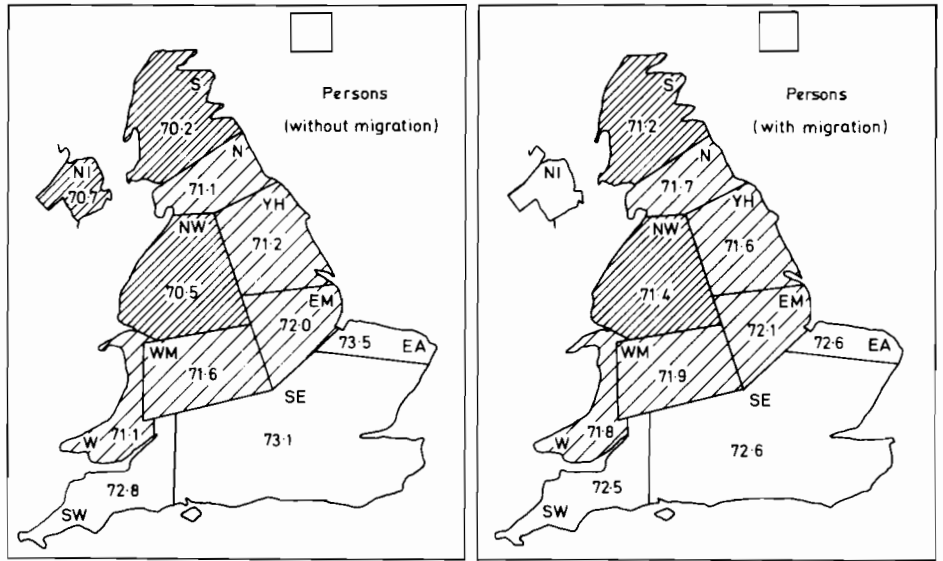 Persons
(without migration)
S
70·2
N
71·1
NI
70·7
YH
71·2
NW
70·5
EM
72·0
73·5 EA
WM
71·6
SE
73·1
W 71·1
72·8
SW
Persons
(with migration)
S
71·2
N
71·7
NI
YH
71·6
NW
71·4
EM
72·1
72·6 EA
WM
71·9
SE
72·6
W 71·8
72·5
SW